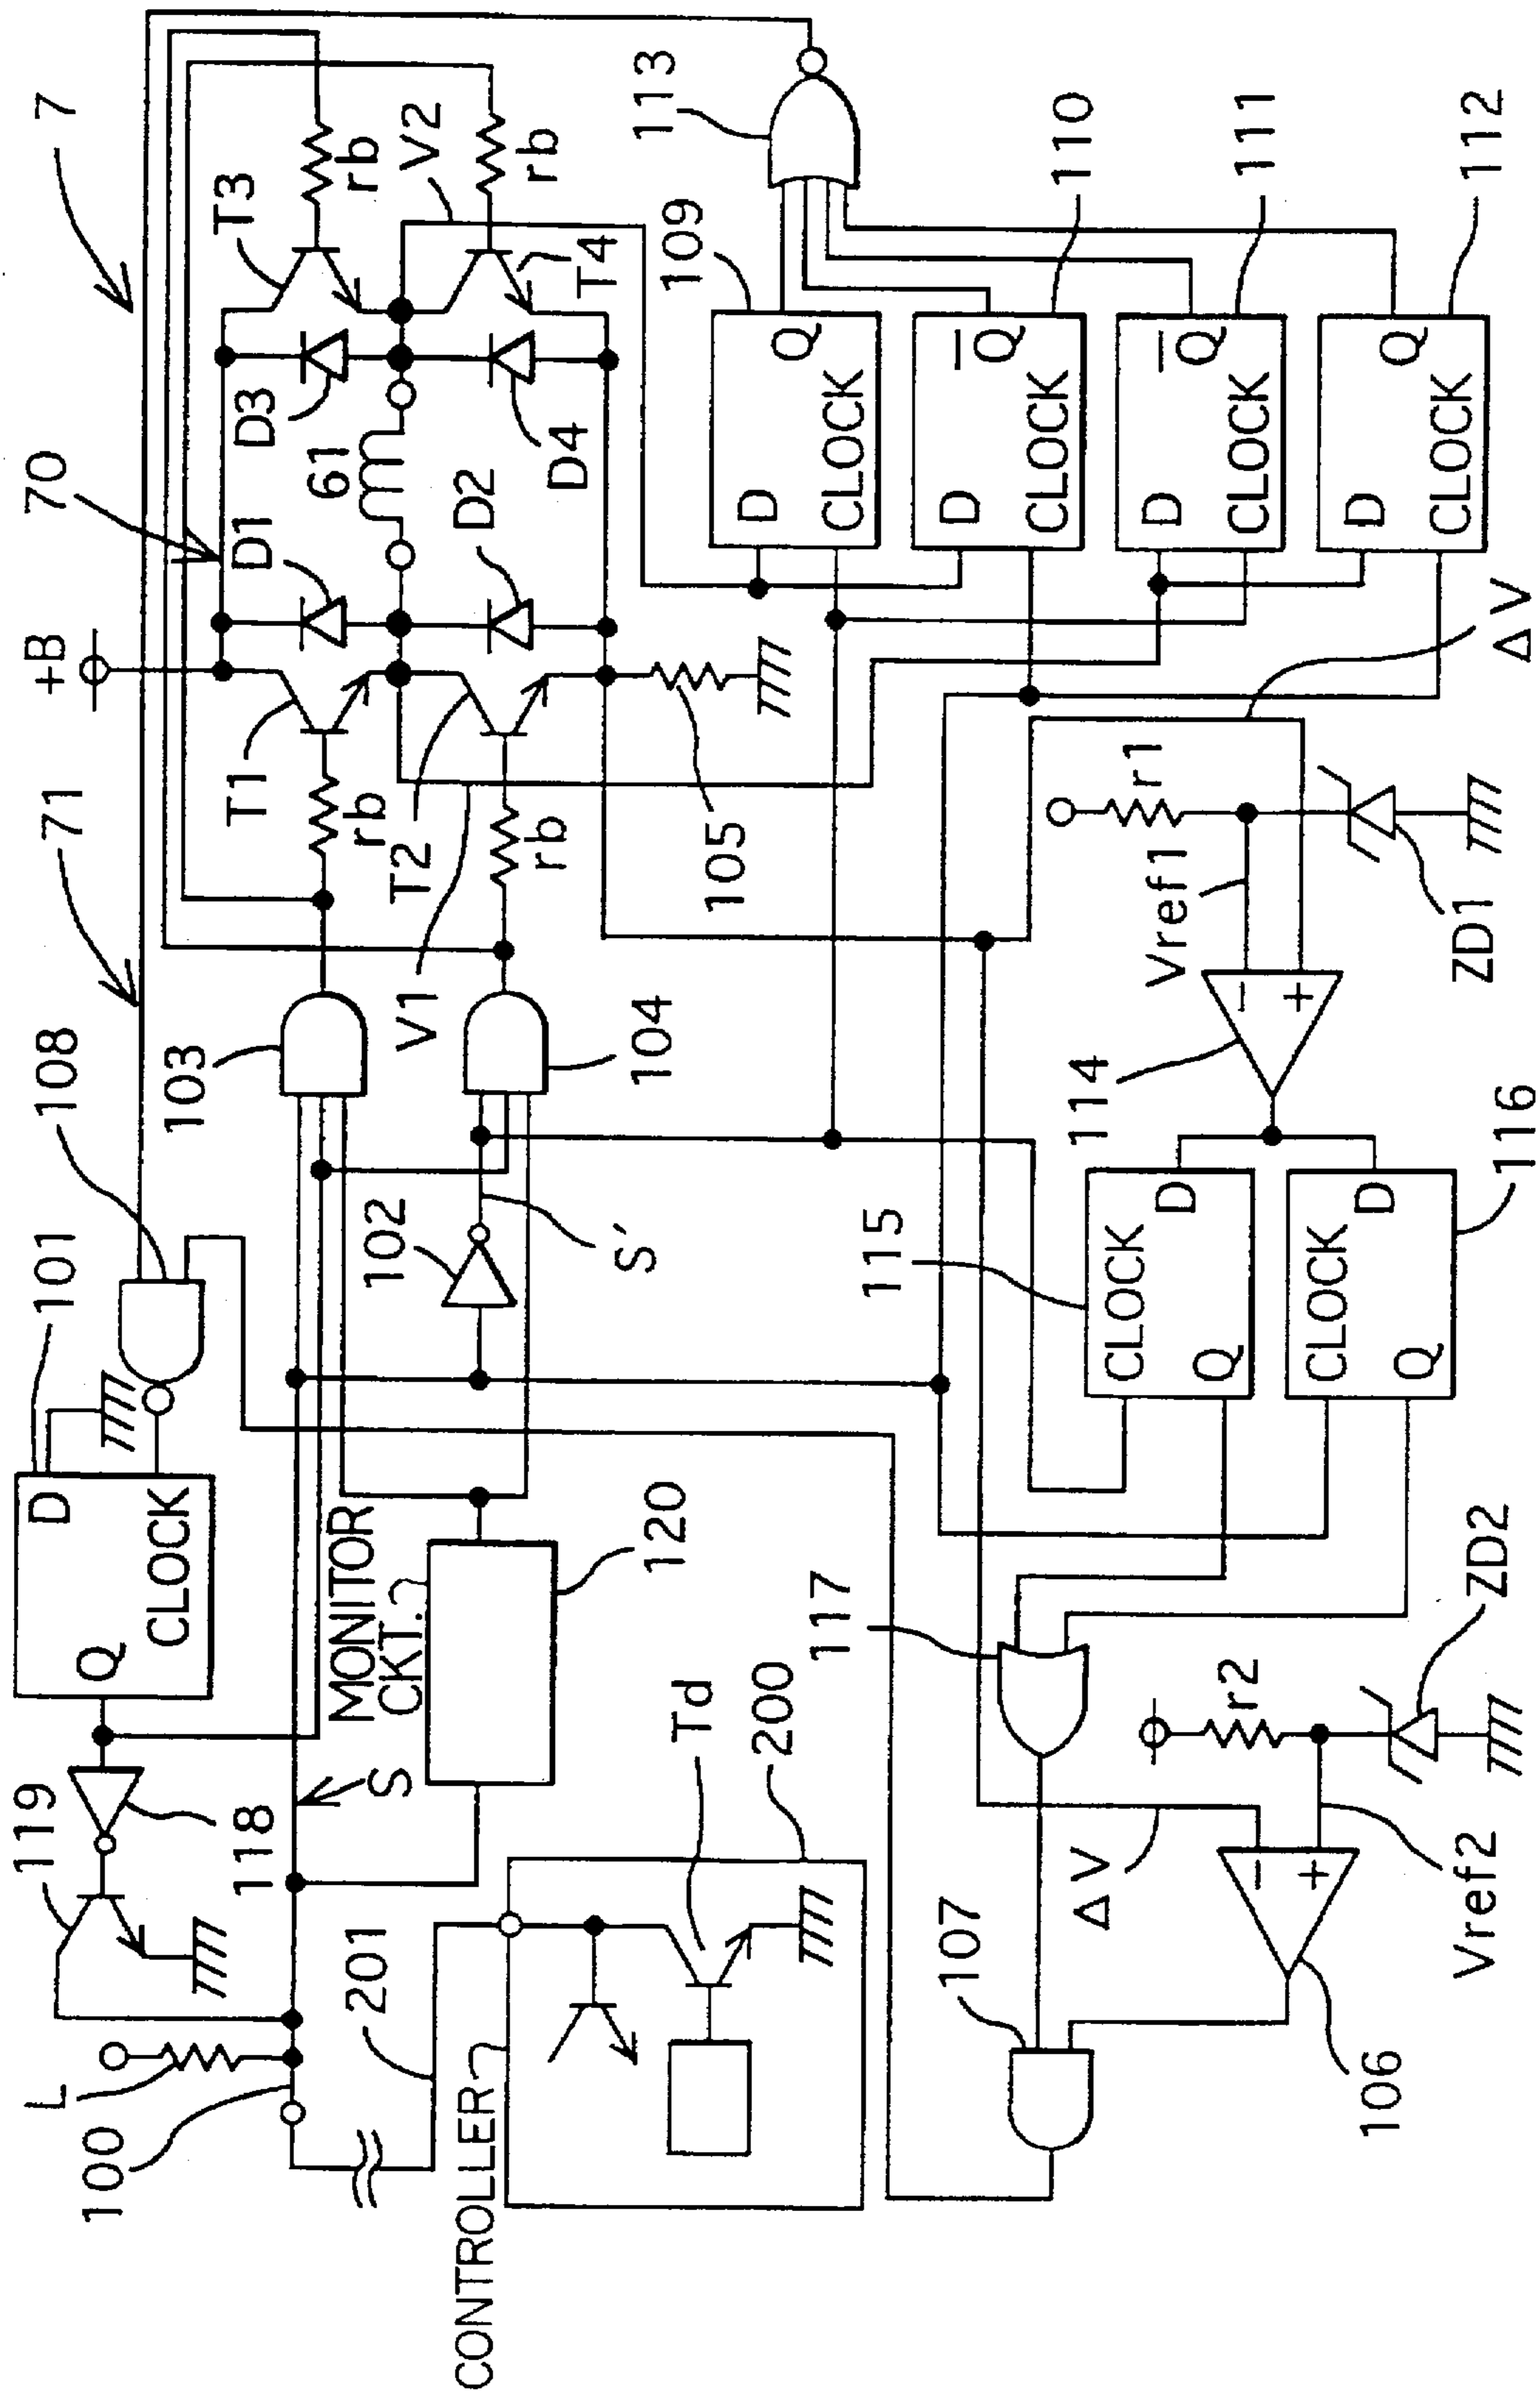 7
70
71
+B
T1
rb
T2
rb
D1
D2
61
D3
D4
T3
rb
T4
rb
V1
V2
105
103
104
108
101
D
CLOCK
Q
102
S'
118
119
S
L
100
201
MONITOR
CKT.
120
CONTROLLER
Td
200
109
D
Q
CLOCK
110
D
Q̅
CLOCK
111
D
Q̅
CLOCK
112
D
Q
CLOCK
113
ΔV
r1
Vref1
ZD1
−
+
114
115
CLOCK
D
Q
116
CLOCK
D
Q
117
r2
ZD2
Vref2
ΔV
−
+
106
107